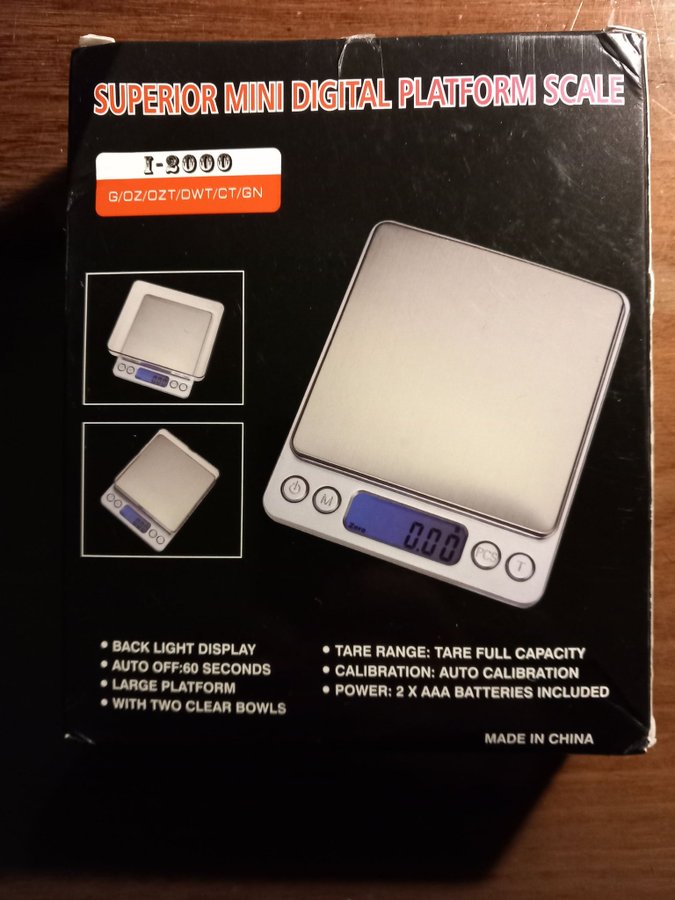 SUPERIOR MINI DIGITAL PLATFORM SCALE
I-2000
G/OZ/OZT/DWT/CT/GN
M
Zero
0.00
PCS
T
• BACK LIGHT DISPLAY
• AUTO OFF:60 SECONDS
• LARGE PLATFORM
• WITH TWO CLEAR BOWLS
• TARE RANGE: TARE FULL CAPACITY
• CALIBRATION: AUTO CALIBRATION
• POWER: 2 X AAA BATTERIES INCLUDED
MADE IN CHINA